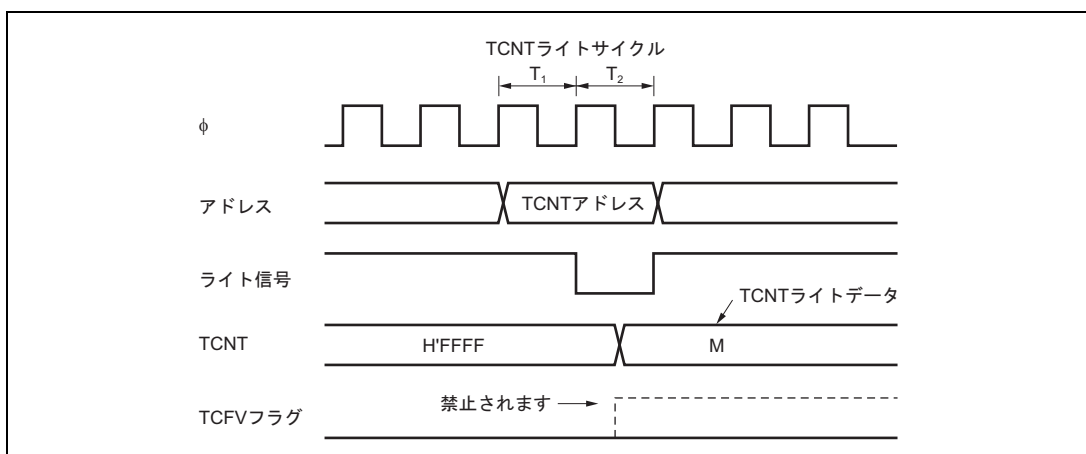 TCNTライトサイクル
T₁ T₂
φ
アドレス TCNTアドレス
ライト信号
TCNTライトデータ
TCNT H'FFFF M
禁止されます
TCFVフラグ